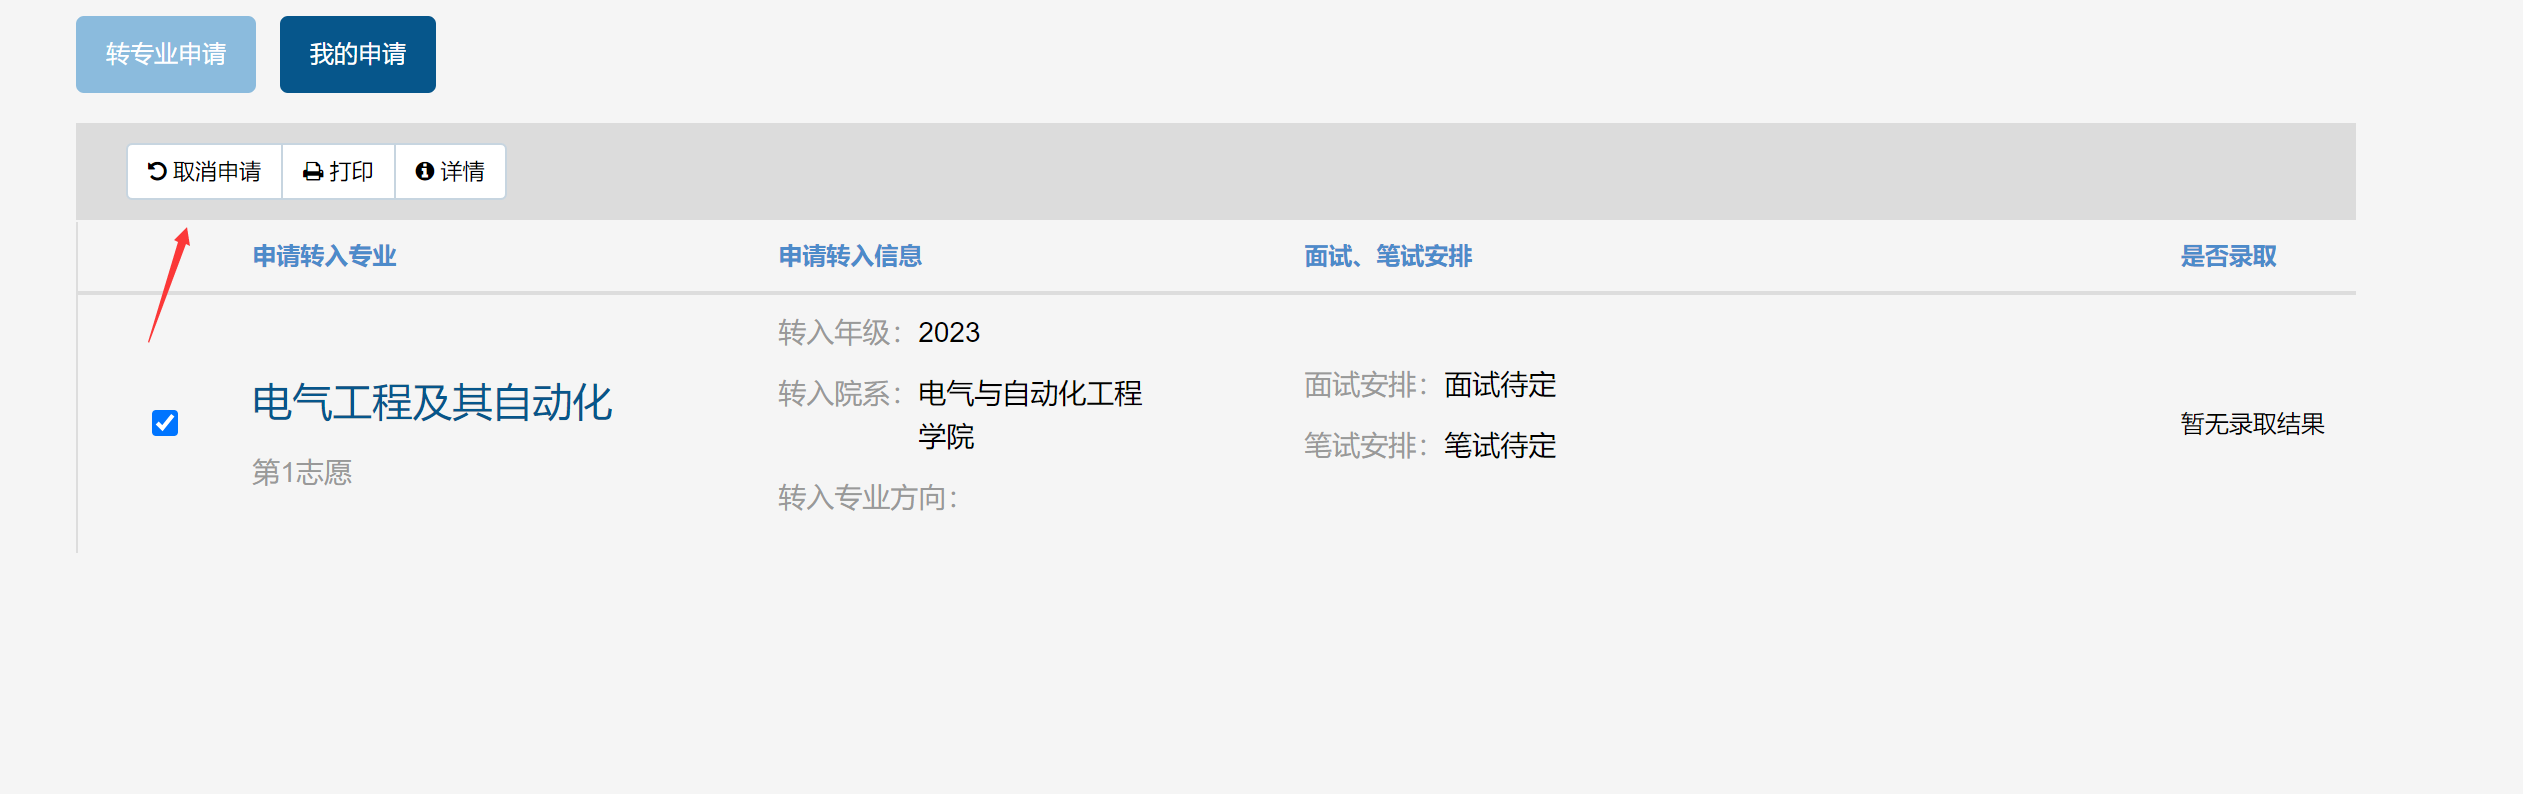 转专业申请 我的申请
取消申请 打印 详情
申请转入专业 申请转入信息 面试、笔试安排 是否录取
电气工程及其自动化
第1志愿
转入年级：2023
转入院系：电气与自动化工程
学院
转入专业方向：
面试安排：面试待定
笔试安排：笔试待定
暂无录取结果